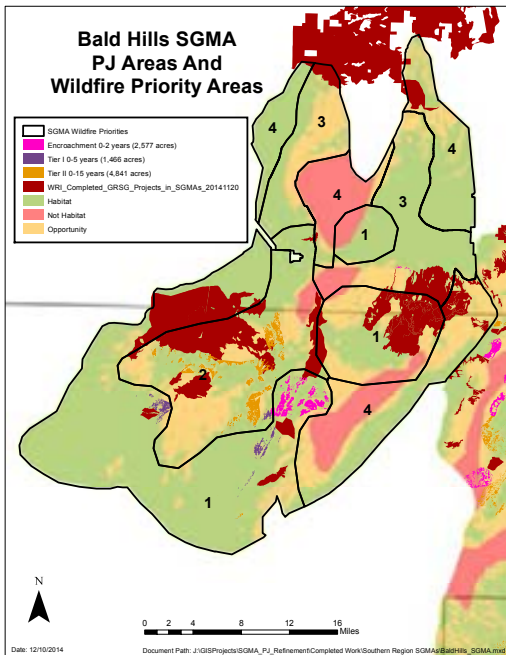 Bald Hills SGMA
PJ Areas And
Wildfire Priority Areas
SGMA Wildfire Priorities
Encroachment 0-2 years (2,577 acres)
Tier I 0-5 years (1,466 acres)
Tier II 0-15 years (4,841 acres)
WRI_Completed_GRSG_Projects_in_SGMAs_20141120
Habitat
Not Habitat
Opportunity
4
3
4
4
3
1
1
2
4
1
N
0 2 4 8 12 16
Miles
Date: 12/10/2014
Document Path: J:\GISProjects\SGMA_PJ_Refinement\Completed Work\Southern Region SGMAs\BaldHills_SGMA.mxd